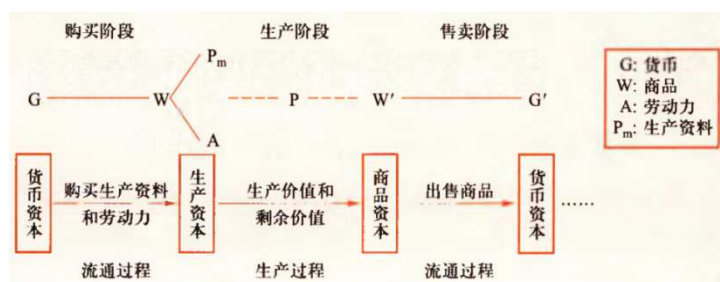 购买阶段 生产阶段 售卖阶段
Pm
G W P W′ G′
A
G: 货币
W: 商品
A: 劳动力
Pm: 生产资料
货币资本
购买生产资料
和劳动力
生产资本
生产价值和
剩余价值
商品资本
出售商品
货币资本
……
流通过程 生产过程 流通过程